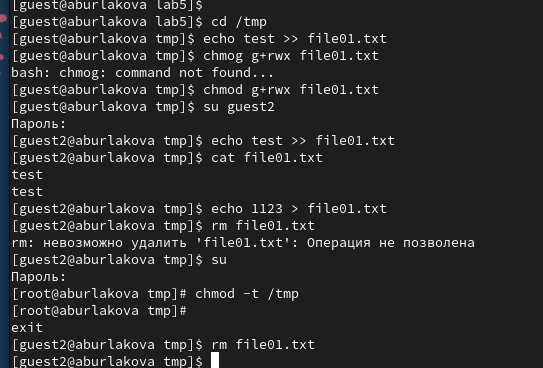 [guest@aburlakova lab5]$
[guest@aburlakova lab5]$ cd /tmp
[guest@aburlakova tmp]$ echo test >> file01.txt
[guest@aburlakova tmp]$ chmog g+rwx file01.txt
bash: chmog: command not found...
[guest@aburlakova tmp]$ chmod g+rwx file01.txt
[guest@aburlakova tmp]$ su guest2
Пароль:
[guest2@aburlakova tmp]$ echo test >> file01.txt
[guest2@aburlakova tmp]$ cat file01.txt
test
test
[guest2@aburlakova tmp]$ echo 1123 > file01.txt
[guest2@aburlakova tmp]$ rm file01.txt
rm: невозможно удалить 'file01.txt': Операция не позволена
[guest2@aburlakova tmp]$ su
Пароль:
[root@aburlakova tmp]# chmod -t /tmp
[root@aburlakova tmp]#
exit
[guest2@aburlakova tmp]$ rm file01.txt
[guest2@aburlakova tmp]$